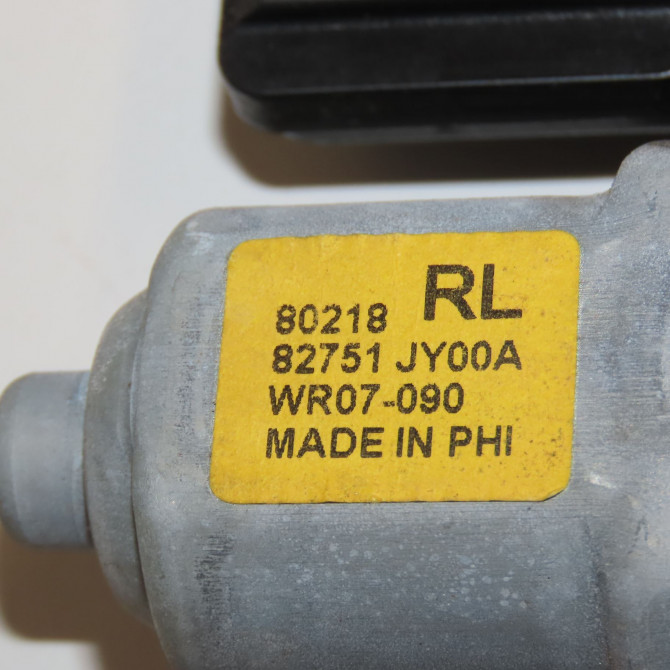 80218 RL
82751 JY00A
WR07-090
MADE IN PHI